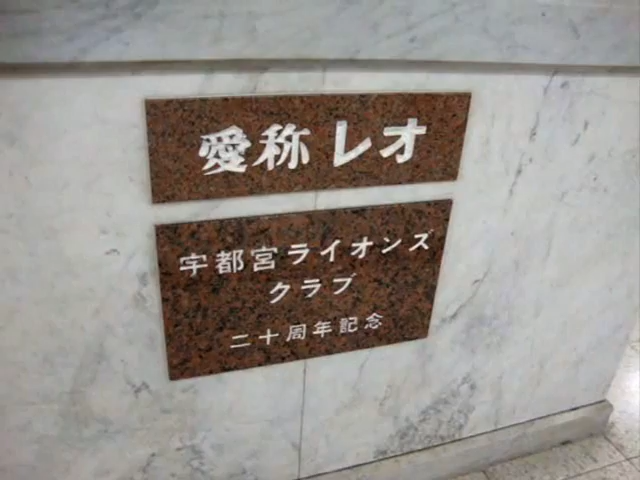 愛称レオ
宇都宮ライオンズ
クラブ
二十周年記念